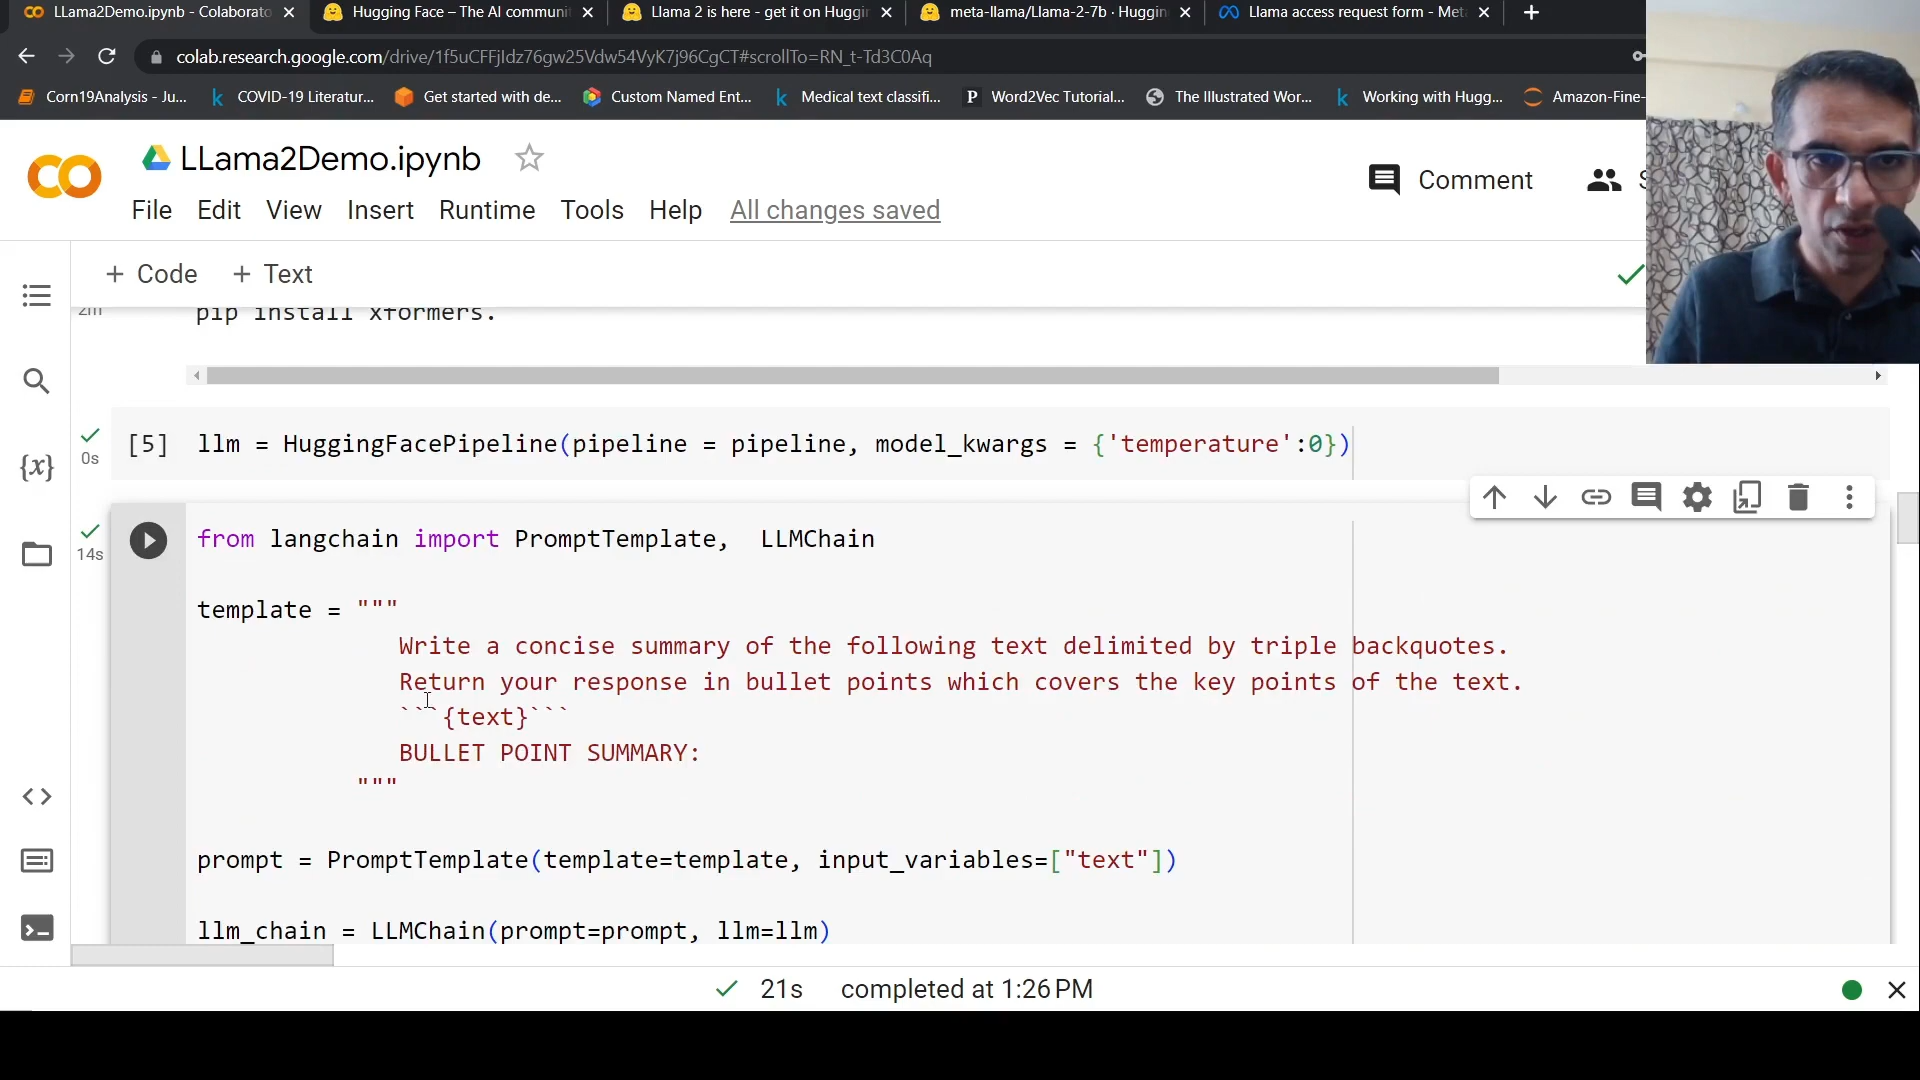 LLama2Demo.ipynb - Colaborato
Hugging Face – The AI communi
Llama 2 is here - get it on Huggi
meta-llama/Llama-2-7b · Huggin
Llama access request form - Met
colab.research.google.com/drive/1f5uCFFjIdz76gw25Vdw54VyK7j96CgCT#scrollTo=RN_t-Td3C0Aq
Corn19Analysis - Ju...
COVID-19 Literatur...
Get started with de...
Custom Named Ent...
Medical text classifi...
Word2Vec Tutorial...
The Illustrated Wor...
Working with Hugg...
Amazon-Fine-
LLama2Demo.ipynb
Comment
File Edit View Insert Runtime Tools Help All changes saved
+ Code + Text
2m
pip install xformers.
[5] llm = HuggingFacePipeline(pipeline = pipeline, model_kwargs = {'temperature':0})
0s
from langchain import PromptTemplate,  LLMChain
14s
template = """
Write a concise summary of the following text delimited by triple backquotes.
Return your response in bullet points which covers the key points of the text.
```{text}```
BULLET POINT SUMMARY:
"""
prompt = PromptTemplate(template=template, input_variables=["text"])
llm_chain = LLMChain(prompt=prompt, llm=llm)
21s completed at 1:26 PM